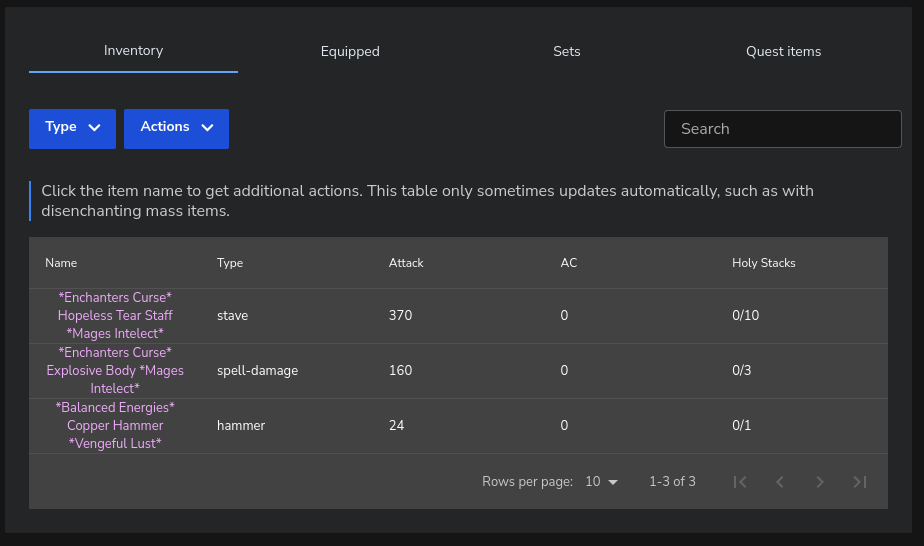 Inventory Equipped Sets Quest items
Type Actions Search
Click the item name to get additional actions. This table only sometimes updates automatically, such as with
disenchanting mass items.
Name Type Attack AC Holy Stacks
*Enchanters Curse*
Hopeless Tear Staff
*Mages Intelect*
stave 370 0 0/10
*Enchanters Curse*
Explosive Body *Mages
Intelect*
spell-damage 160 0 0/3
*Balanced Energies*
Copper Hammer
*Vengeful Lust*
hammer 24 0 0/1
Rows per page: 10 1-3 of 3